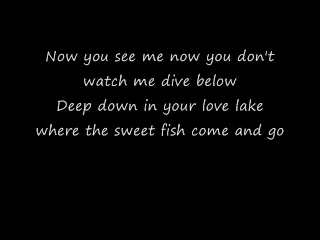 Now you see me now you don't
watch me dive below
Deep down in your love lake
where the sweet fish come and go